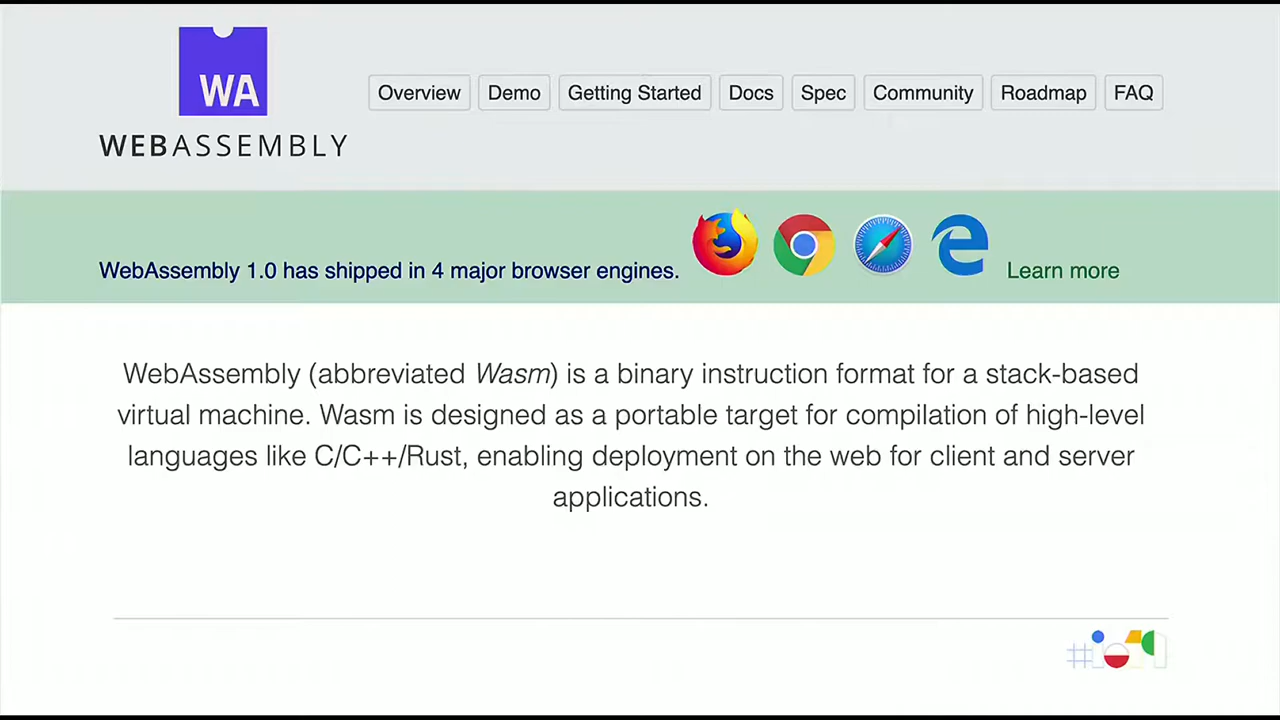 WA
WEBASSEMBLY
Overview Demo Getting Started Docs Spec Community Roadmap FAQ
WebAssembly 1.0 has shipped in 4 major browser engines. Learn more
WebAssembly (abbreviated Wasm) is a binary instruction format for a stack-based
virtual machine. Wasm is designed as a portable target for compilation of high-level
languages like C/C++/Rust, enabling deployment on the web for client and server
applications.
#io19